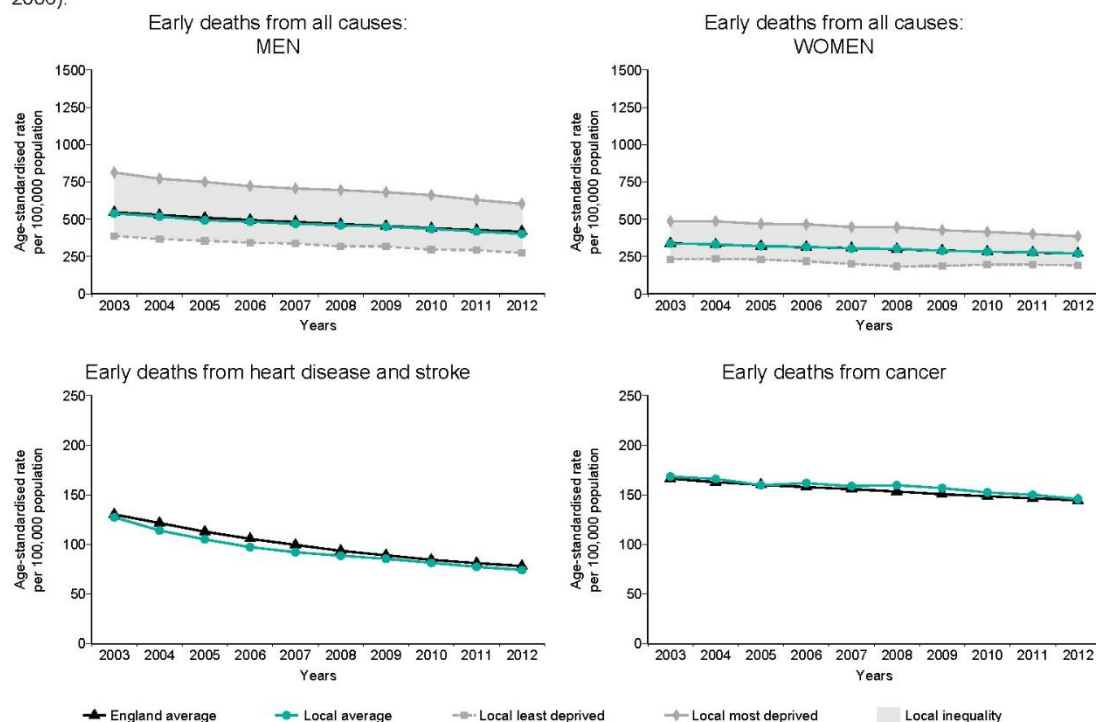 2006).
Early deaths from all causes:
MEN
1500
1250
1000
750
500
250
0
Age-standardised rate
per 100,000 population
2003 2004 2005 2006 2007 2008 2009 2010 2011 2012
Years
Early deaths from all causes:
WOMEN
1500
1250
1000
750
500
250
0
Age-standardised rate
per 100,000 population
2003 2004 2005 2006 2007 2008 2009 2010 2011 2012
Years
Early deaths from heart disease and stroke
250
200
150
100
50
0
Age-standardised rate
per 100,000 population
2003 2004 2005 2006 2007 2008 2009 2010 2011 2012
Years
Early deaths from cancer
250
200
150
100
50
0
Age-standardised rate
per 100,000 population
2003 2004 2005 2006 2007 2008 2009 2010 2011 2012
Years
England average Local average Local least deprived Local most deprived Local inequality